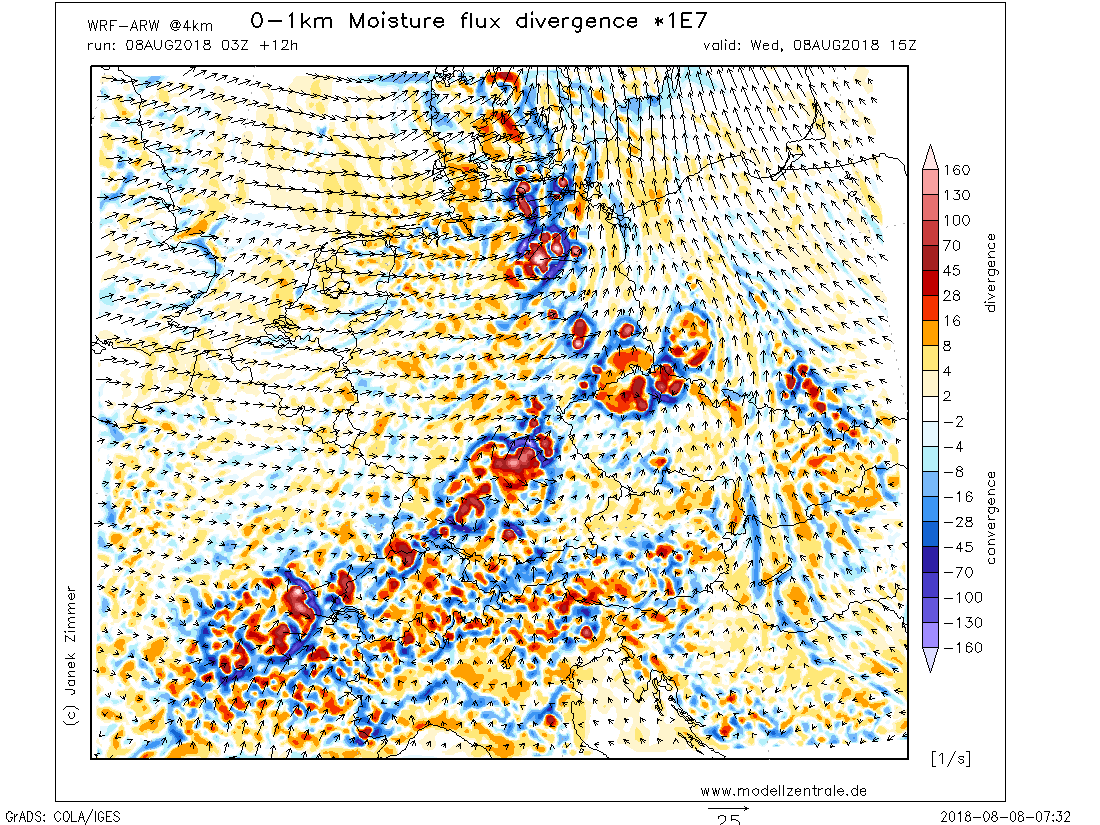 WRF-ARW @4km
0-1km Moisture flux divergence *1E7
run: 08AUG2018 03Z +12h
valid: Wed, 08AUG2018 15Z
160
130
100
70
45
28
16
8
4
2
-2
-4
-8
-16
-28
-45
-70
-100
-130
-160
divergence
convergence
[1/s]
(c) Janek Zimmer
www.modellzentrale.de
25
GrADS: COLA/IGES
2018-08-08-07:32